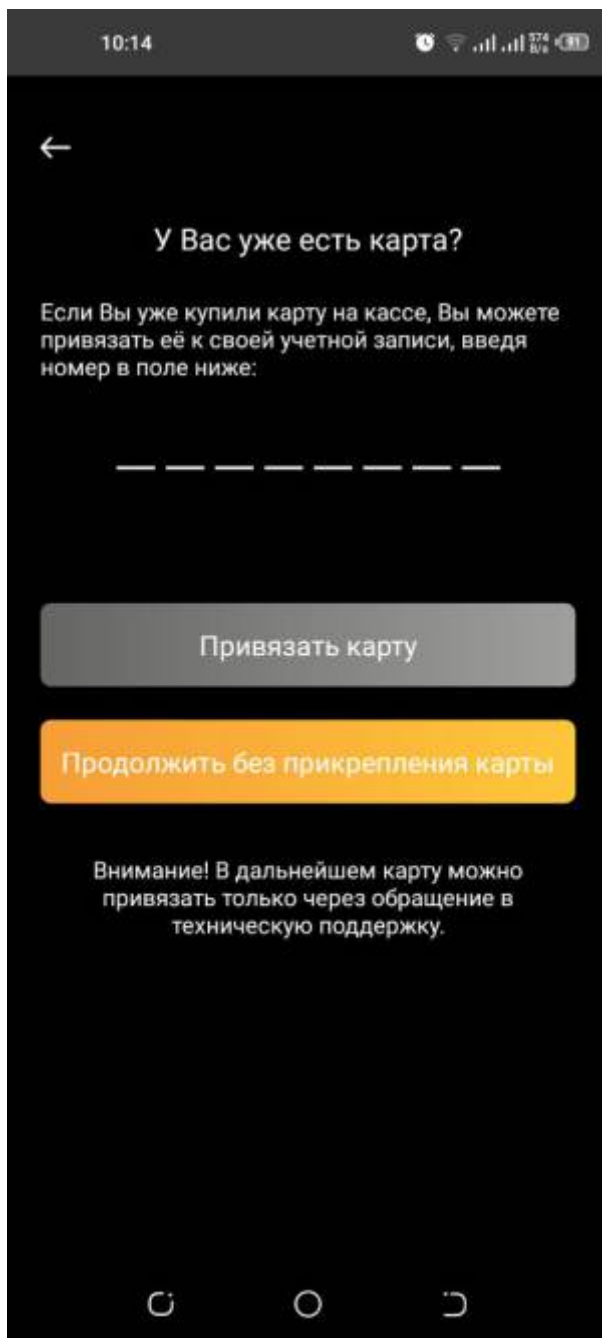 10:14
574
B/s
91
У Вас уже есть карта?
Если Вы уже купили карту на кассе, Вы можете
привязать её к своей учетной записи, введя
номер в поле ниже:
Привязать карту
Продолжить без прикрепления карты
Внимание! В дальнейшем карту можно
привязать только через обращение в
техническую поддержку.